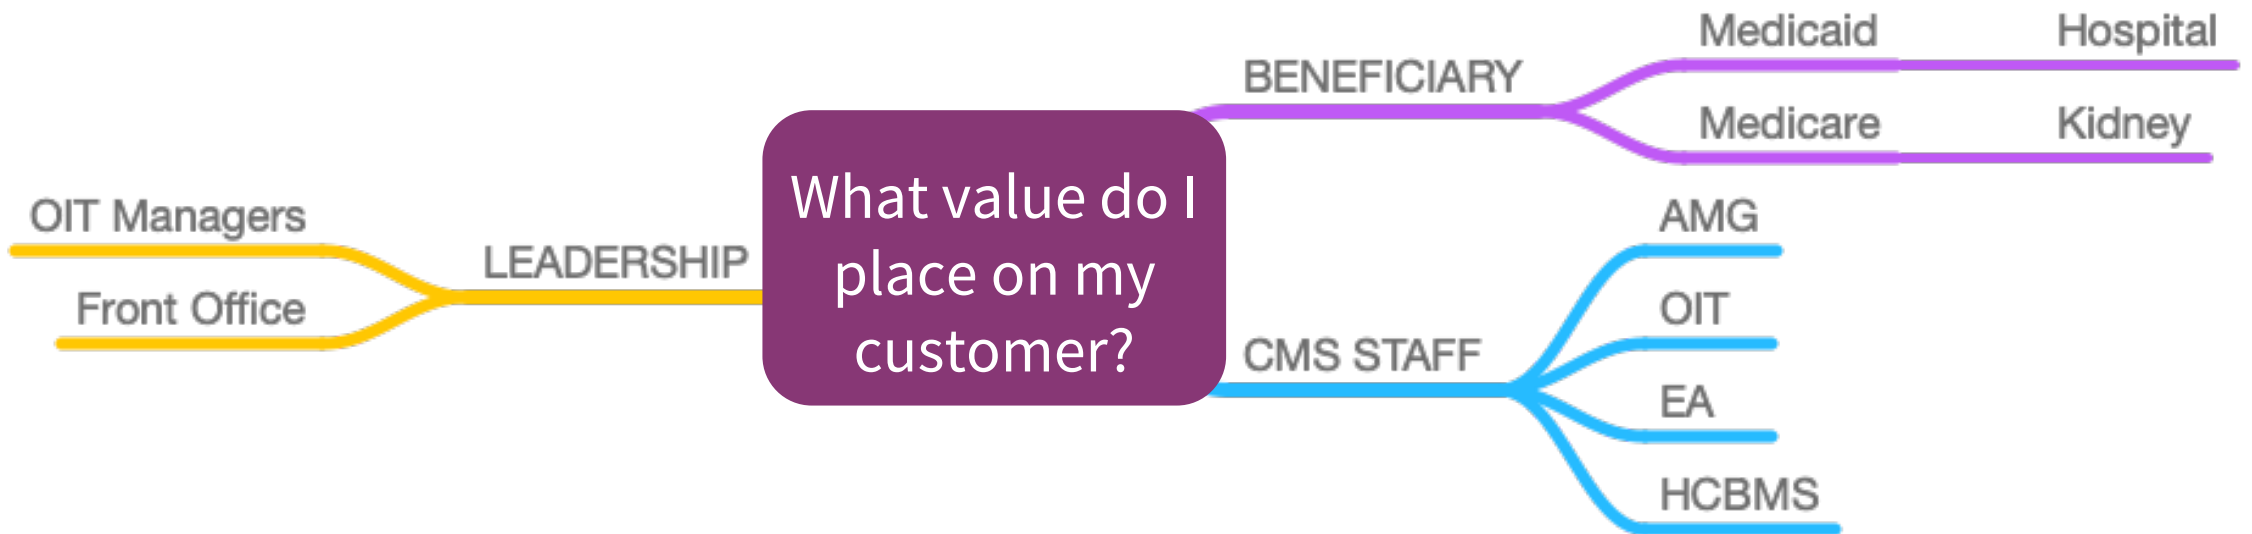 Medicaid
Hospital
BENEFICIARY
Medicare
Kidney
What value do I
place on my
customer?
OIT Managers
LEADERSHIP
Front Office
AMG
OIT
CMS STAFF
EA
HCBMS